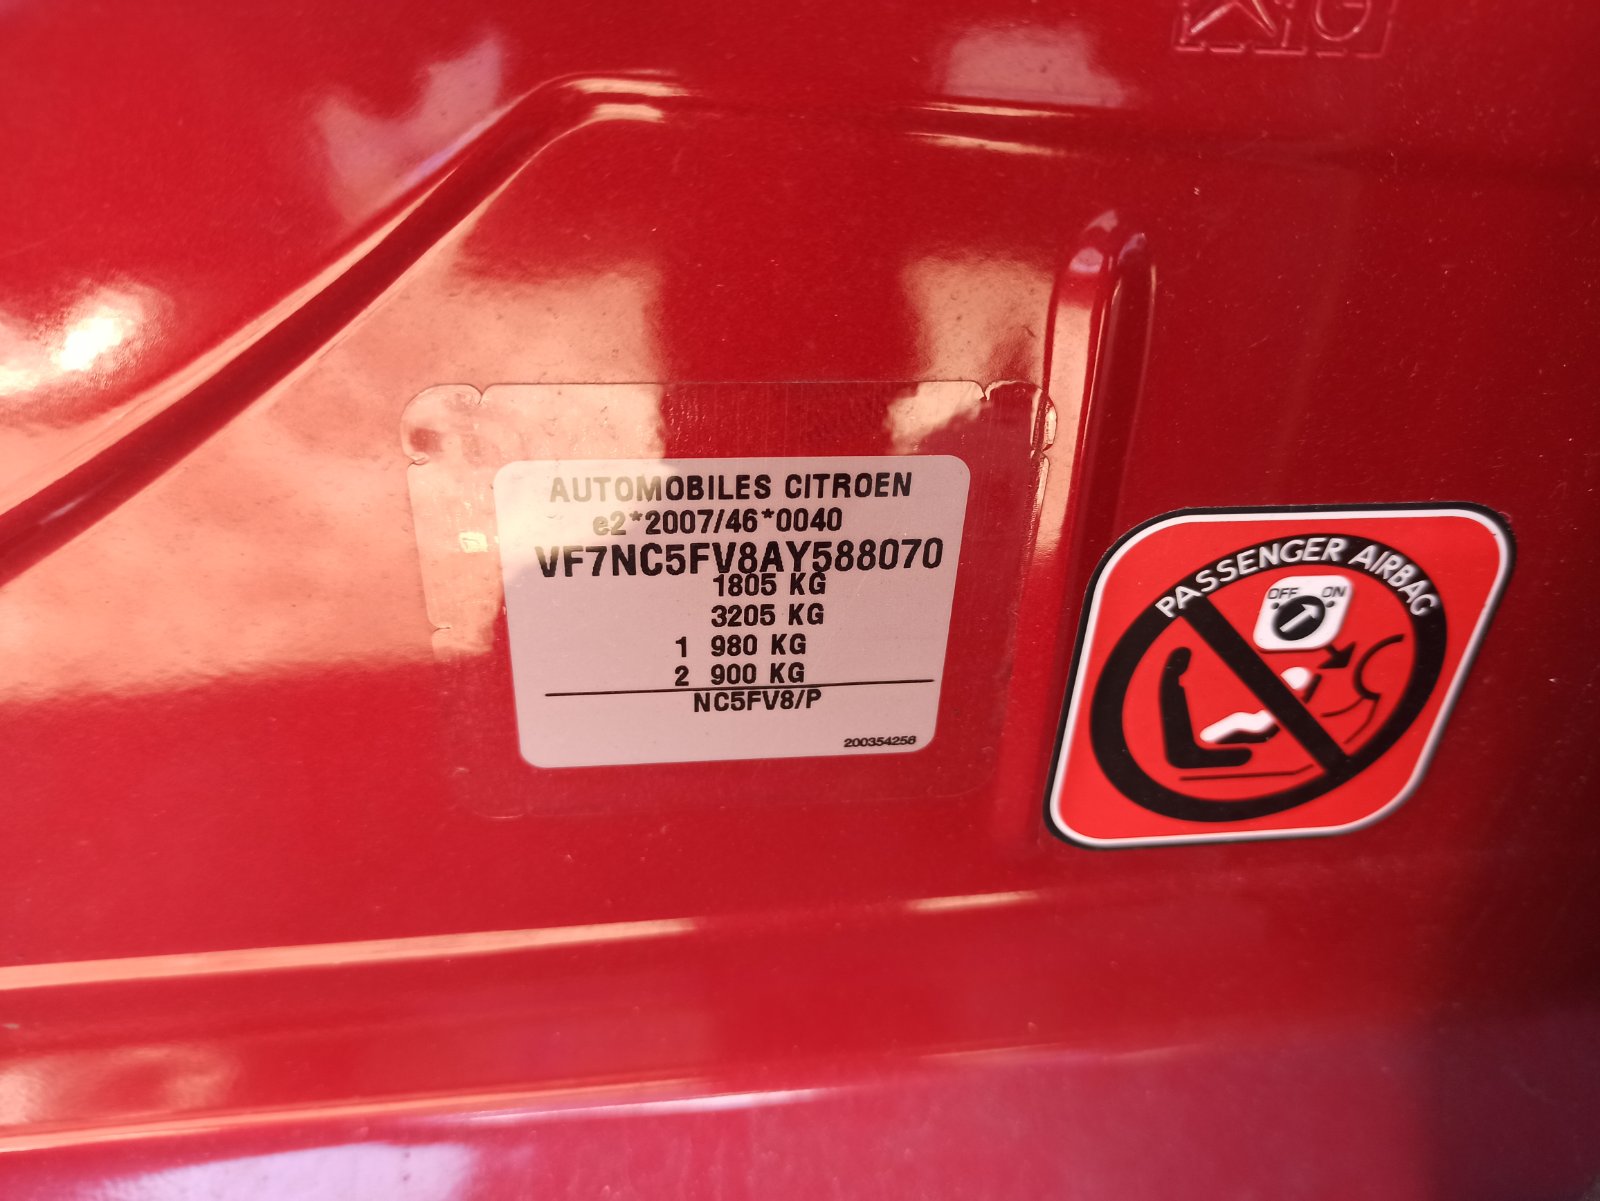 G
AUTOMOBILES CITROEN
e2*2007/46*0040
VF7NC5FV8AY588070
1805 KG
3205 KG
1 980 KG
2 900 KG
NC5FV8/P
200354258
PASSENGER AIRBAG
OFF ON